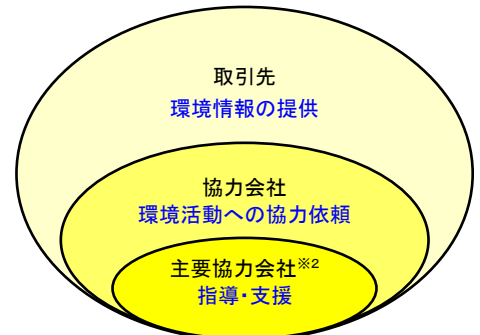 取引先
環境情報の提供
協力会社
環境活動への協力依頼
主要協力会社※2
指導・支援